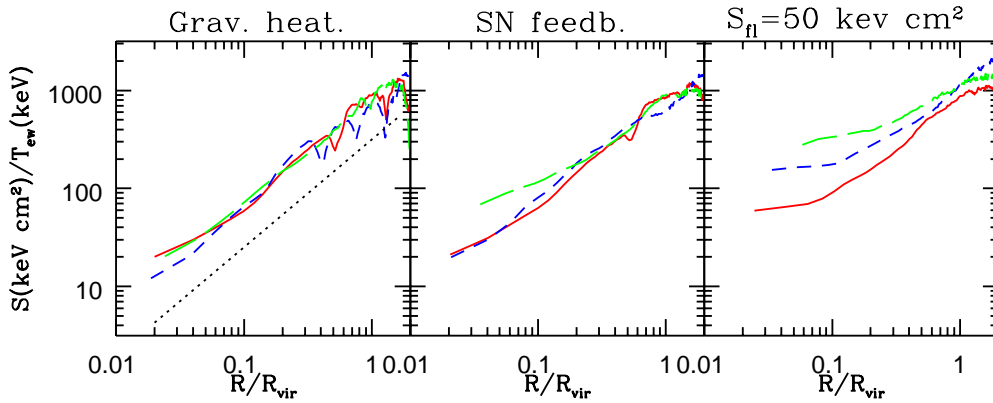 Grav. heat. SN feedb. S_fl=50 kev cm²
S(keV cm²)/T_ew(keV)
1000
100
10
0.01 0.1 1 0.01 0.1 1 0.01 0.1 1
R/R_vir R/R_vir R/R_vir